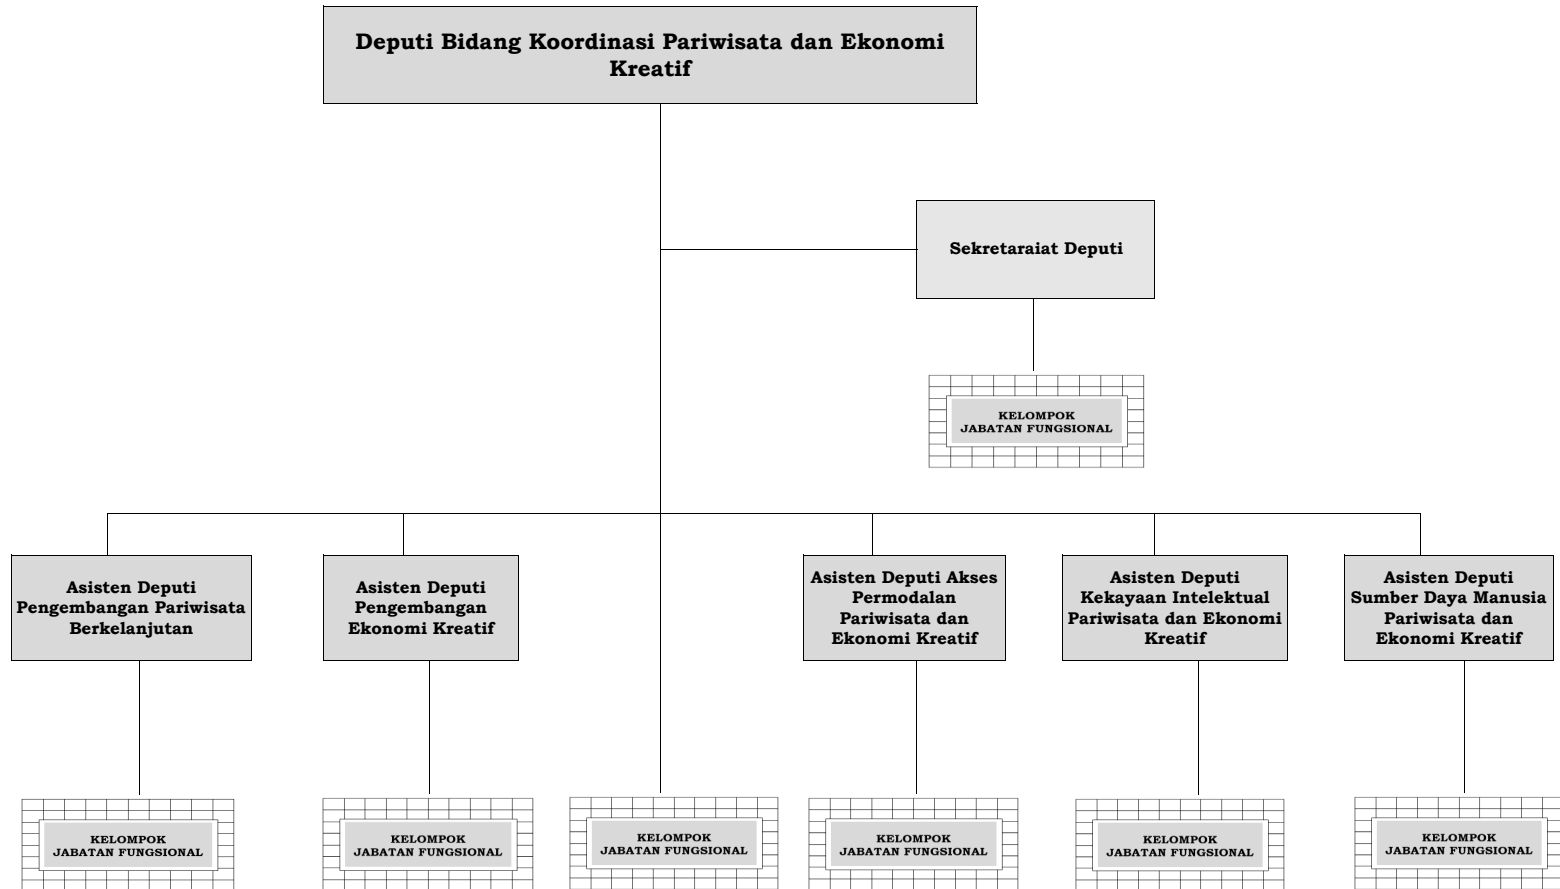 Deputi Bidang Koordinasi Pariwisata dan Ekonomi
Kreatif
Sekretaraiat Deputi
KELOMPOK
JABATAN FUNGSIONAL
Asisten Deputi
Pengembangan Pariwisata
Berkelanjutan
Asisten Deputi
Pengembangan
Ekonomi Kreatif
Asisten Deputi Akses
Permodalan
Pariwisata dan
Ekonomi Kreatif
Asisten Deputi
Kekayaan Intelektual
Pariwisata dan Ekonomi
Kreatif
Asisten Deputi
Sumber Daya Manusia
Pariwisata dan
Ekonomi Kreatif
KELOMPOK
JABATAN FUNGSIONAL
KELOMPOK
JABATAN FUNGSIONAL
KELOMPOK
JABATAN FUNGSIONAL
KELOMPOK
JABATAN FUNGSIONAL
KELOMPOK
JABATAN FUNGSIONAL
KELOMPOK
JABATAN FUNGSIONAL